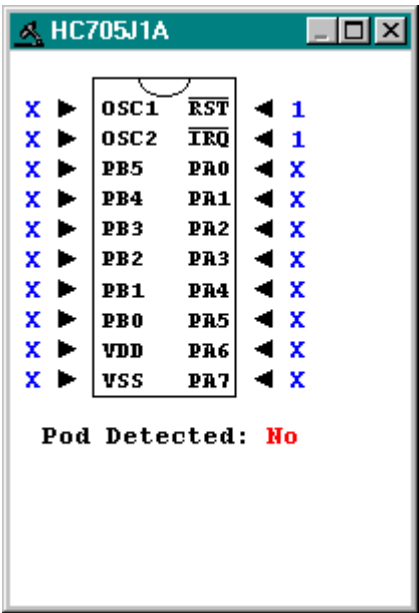 HC705J1A
X OSC1 RST 1
X OSC2 IRQ 1
X PB5 PA0 X
X PB4 PA1 X
X PB3 PA2 X
X PB2 PA3 X
X PB1 PA4 X
X PB0 PA5 X
X VDD PA6 X
X VSS PA7 X
Pod Detected: No